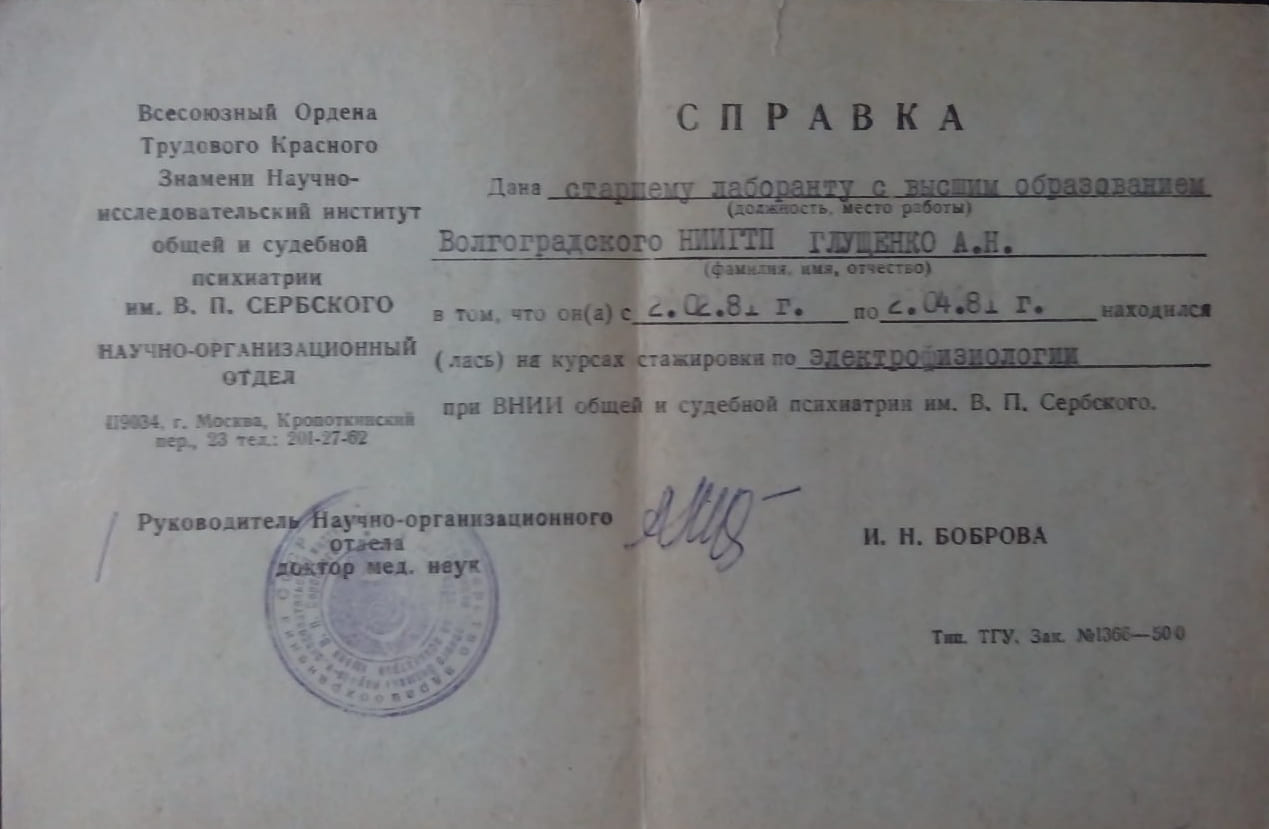 Всесоюзный Ордена
Трудового Красного
Знамени Научно-
исследовательский институт
общей и судебной
психиатрии
им. В. П. СЕРБСКОГО
НАУЧНО-ОРГАНИЗАЦИОННЫЙ
ОТДЕЛ
119034, г. Москва, Кропоткинский
пер., 23 тел.: 201-27-62
СПРАВКА
Дана старшему лаборанту с высшим образованием
(должность, место работы)
Волгоградского НИИГТП ГЛУЩЕНКО А.Н.
(фамилия, имя, отчество)
в том, что он(а) с 2.02.81 г. по 2.04.81 г. находился
(лась) на курсах стажировки по электрофизиологии
при ВНИИ общей и судебной психиатрии им. В. П. Сербского.
Руководитель Научно-организационного
отдела
доктор мед. наук
И. Н. БОБРОВА
Тип. ТГУ. Зак. №1366—500